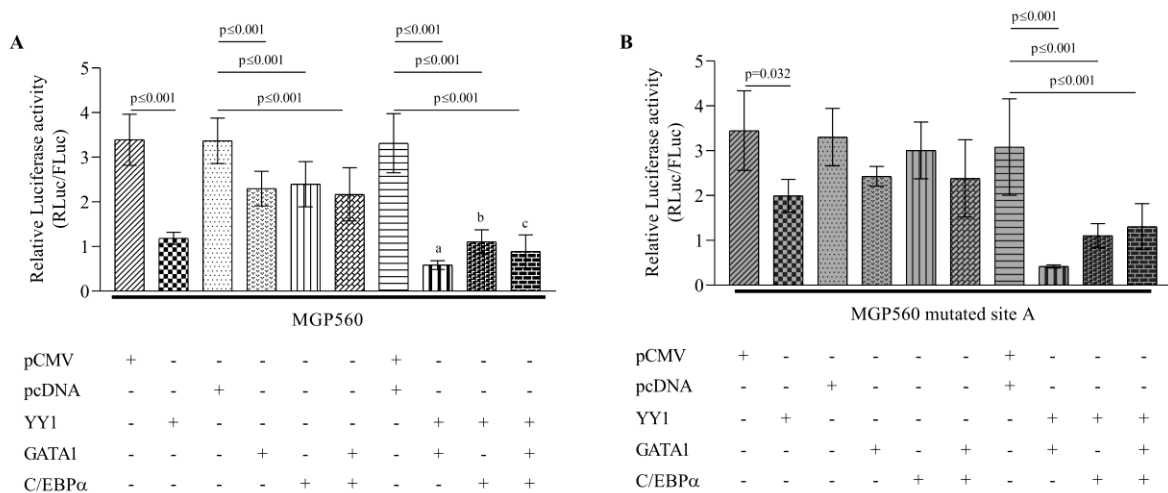 A
p≤0.001 p≤0.001
p≤0.001 p≤0.001
p≤0.001 p≤0.001 p≤0.001
Relative Luciferase activity
(RLuc/FLuc)
5
4
3
2
1
0
a b c
MGP560
pCMV + - - - - - + - - -
pcDNA - - + - - - + - - -
YY1 - + - - - - - + + +
GATA1 - - - + - + - + - +
C/EBPα - - - - + + - - + +
B
p≤0.001
p≤0.001
p=0.032 p≤0.001
Relative Luciferase activity
(RLuc/FLuc)
5
4
3
2
1
0
MGP560 mutated site A
pCMV + - - - - - + - - -
pcDNA - - + - - - + - - -
YY1 - + - - - - - + + +
GATA1 - - - + - + - + - +
C/EBPα - - - - + + - - + +